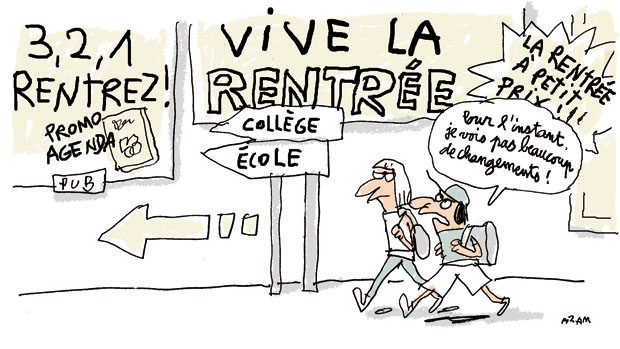 3, 2, 1
RENTREZ !
PROMO
AGENDA
PUB
VIVE LA
RENTRÉE
COLLÈGE
ÉCOLE
LA RENTRÉE
À PETIT
PRIX !!!
Pour l'instant,
je vois pas beaucoup
de changements !
AZAM